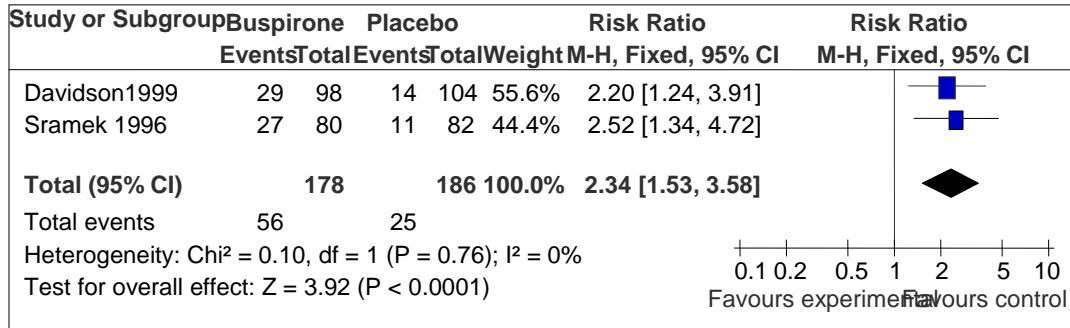 Study or Subgroup Buspirone Placebo Risk Ratio Risk Ratio
Events Total Events Total Weight M-H, Fixed, 95% CI M-H, Fixed, 95% CI
Davidson1999 29 98 14 104 55.6% 2.20 [1.24, 3.91]
Sramek 1996 27 80 11 82 44.4% 2.52 [1.34, 4.72]
Total (95% CI) 178 186 100.0% 2.34 [1.53, 3.58]
Total events 56 25
Heterogeneity: Chi² = 0.10, df = 1 (P = 0.76); I² = 0%
Test for overall effect: Z = 3.92 (P < 0.0001)
0.1 0.2 0.5 1 2 5 10
Favours experimental Favours control